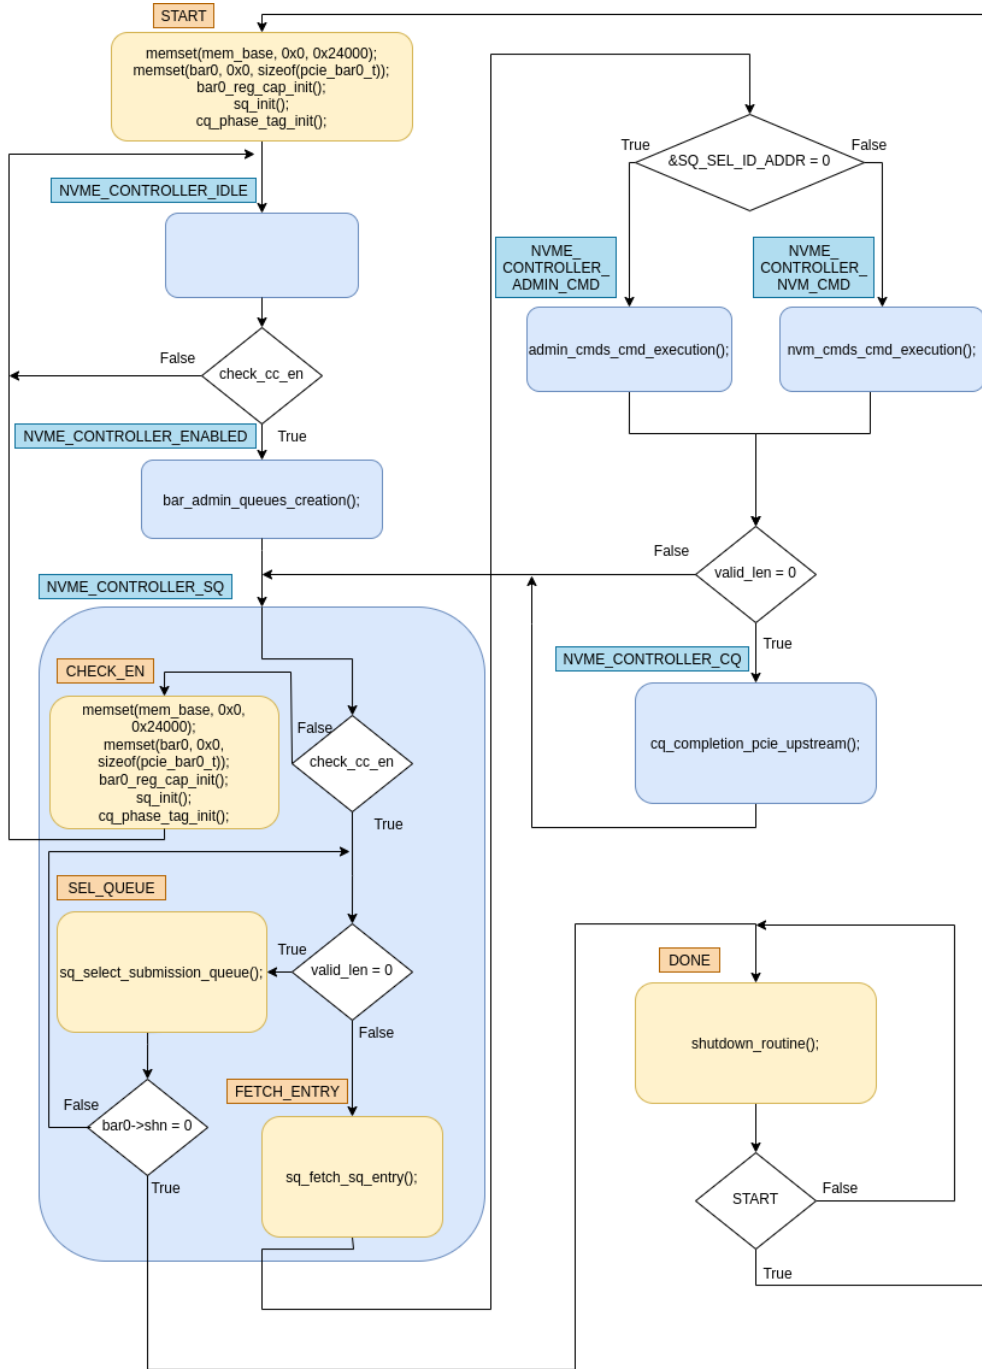 START
memset(mem_base, 0x0, 0x24000);
memset(bar0, 0x0, sizeof(pcie_bar0_t));
bar0_reg_cap_init();
sq_init();
cq_phase_tag_init();
NVME_CONTROLLER_IDLE
False
check_cc_en
NVME_CONTROLLER_ENABLED
True
bar_admin_queues_creation();
NVME_CONTROLLER_SQ
CHECK_EN
memset(mem_base, 0x0,
0x24000);
memset(bar0, 0x0,
sizeof(pcie_bar0_t));
bar0_reg_cap_init();
sq_init();
cq_phase_tag_init();
False
check_cc_en
True
SEL_QUEUE
sq_select_submission_queue();
True
valid_len = 0
False
False
bar0->shn = 0
True
FETCH_ENTRY
sq_fetch_sq_entry();
True
&SQ_SEL_ID_ADDR = 0
False
NVME_
CONTROLLER_
ADMIN_CMD
NVME_
CONTROLLER_
NVM_CMD
admin_cmds_cmd_execution();
nvm_cmds_cmd_execution();
False
valid_len = 0
True
NVME_CONTROLLER_CQ
cq_completion_pcie_upstream();
DONE
shutdown_routine();
START
False
True